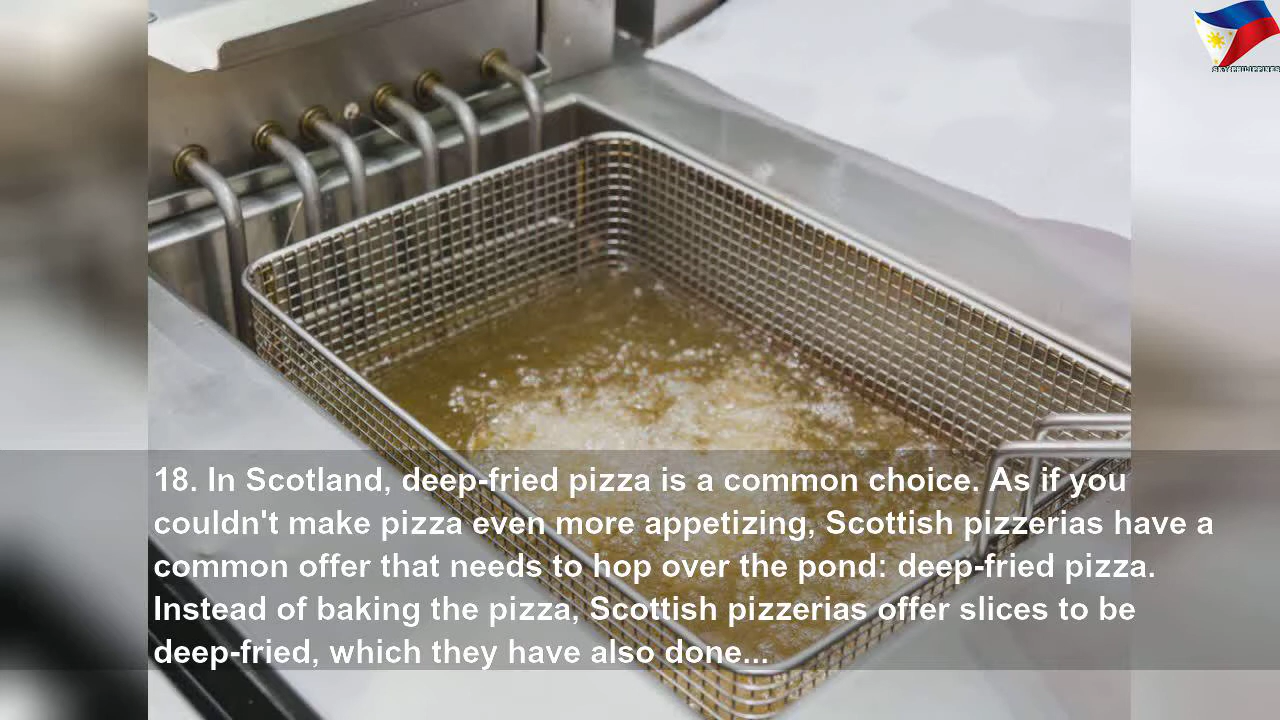 18. In Scotland, deep-fried pizza is a common choice. As if you
couldn't make pizza even more appetizing, Scottish pizzerias have a
common offer that needs to hop over the pond: deep-fried pizza.
Instead of baking the pizza, Scottish pizzerias offer slices to be
deep-fried, which they have also done...